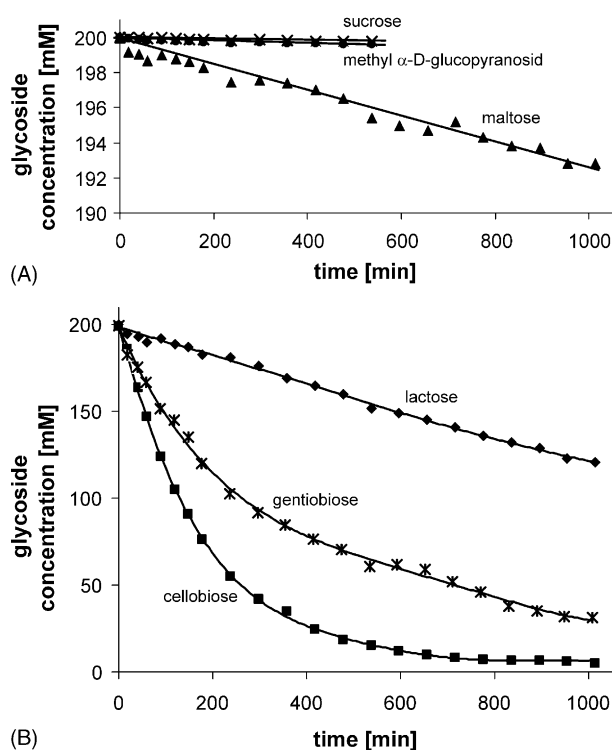 sucrose
200
198
196
194
192
190
methyl α-D-glucopyranosid
maltose
glycoside
concentration [mM]
0 200 400 600 800 1000
time [min]
(A)
200
150
100
50
0
lactose
gentiobiose
cellobiose
glycoside
concentration [mM]
0 200 400 600 800 1000
time [min]
(B)